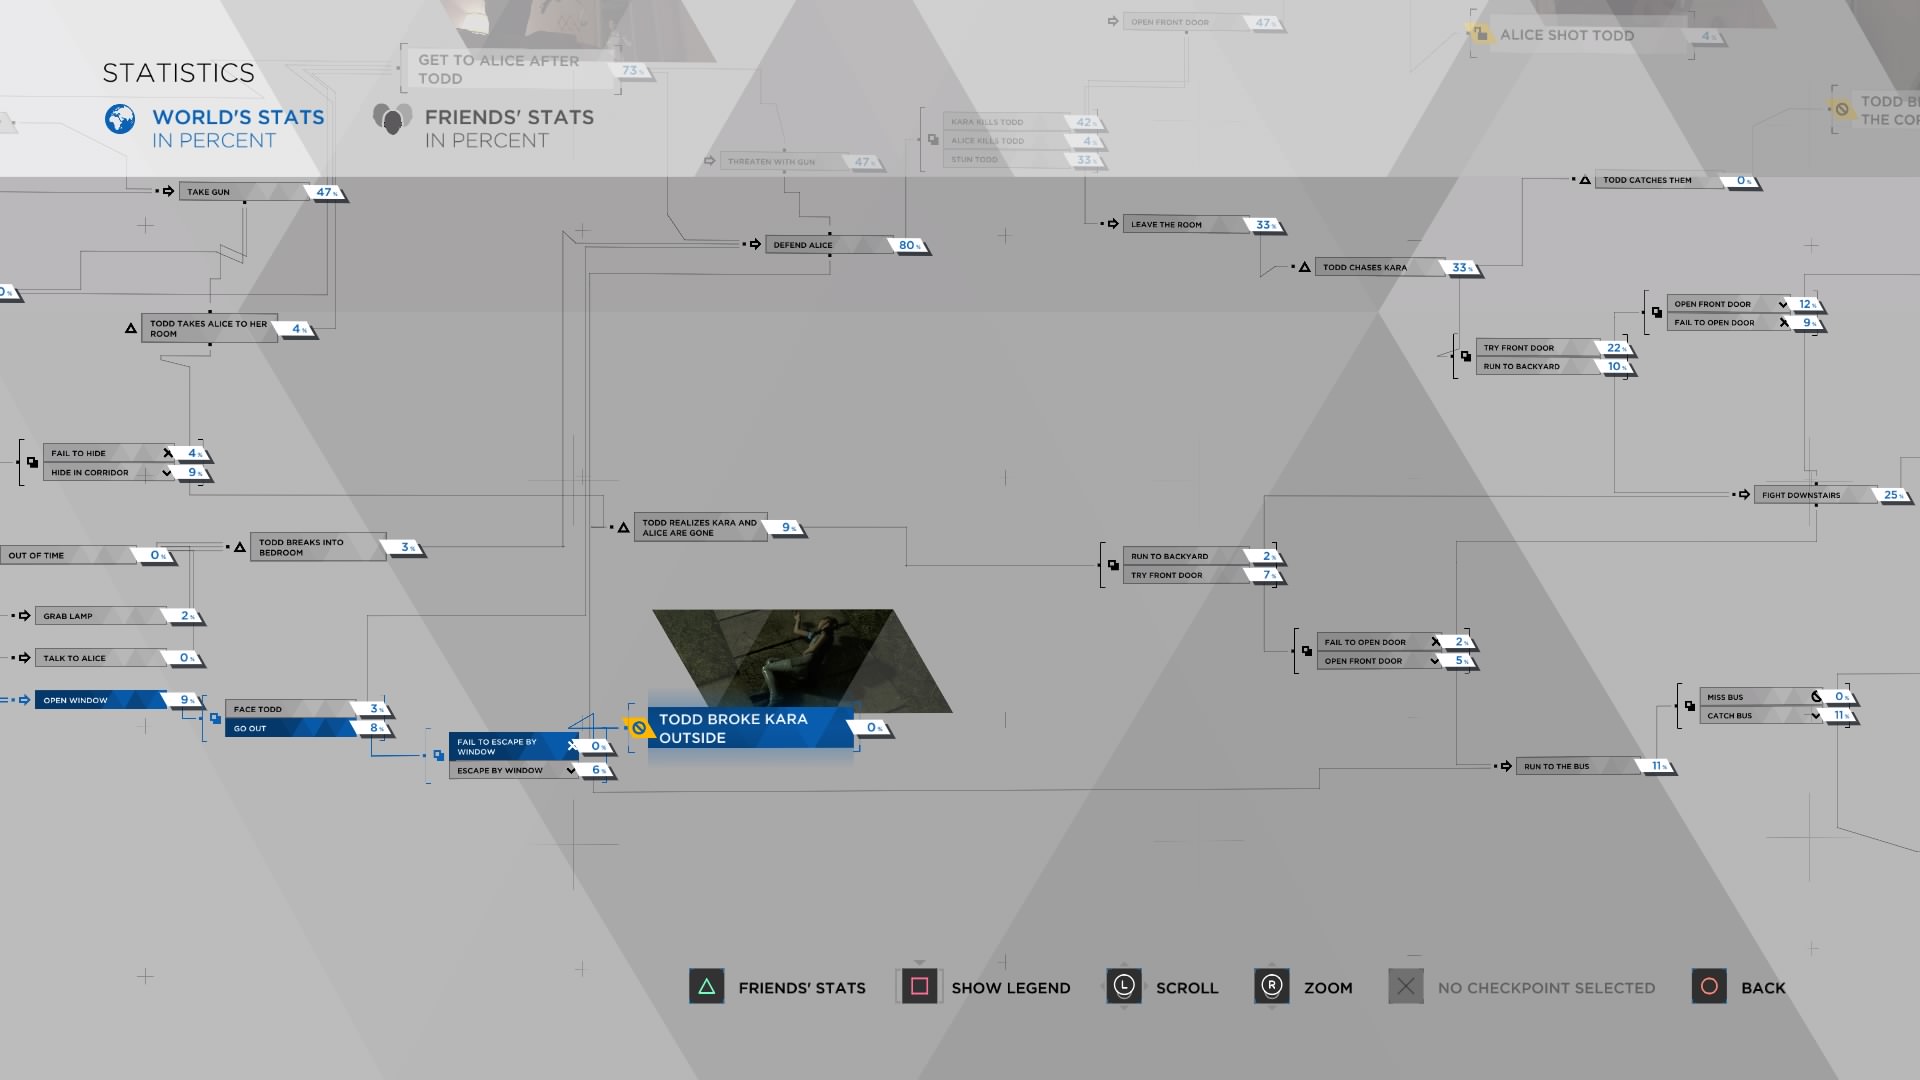 OPEN FRONT DOOR 47%
ALICE SHOT TODD 4%
GET TO ALICE AFTER
TODD
73%
STATISTICS
WORLD'S STATS
IN PERCENT
FRIENDS' STATS
IN PERCENT
TODD B
THE CO
KARA KILLS TODD 42%
ALICE KILLS TODD 4%
STUN TODD 33%
THREATEN WITH GUN 47%
TAKE GUN 47%
TODD CATCHES THEM 0%
LEAVE THE ROOM 33%
DEFEND ALICE 80%
TODD CHASES KARA 33%
0%
OPEN FRONT DOOR 12%
FAIL TO OPEN DOOR 9%
TODD TAKES ALICE TO HER
ROOM
4%
TRY FRONT DOOR 22%
RUN TO BACKYARD 10%
FAIL TO HIDE 4%
HIDE IN CORRIDOR 9%
FIGHT DOWNSTAIRS 25%
TODD REALIZES KARA AND
ALICE ARE GONE
9%
OUT OF TIME 0%
TODD BREAKS INTO
BEDROOM
3%
RUN TO BACKYARD 2%
TRY FRONT DOOR 7%
GRAB LAMP 2%
TALK TO ALICE 0%
FAIL TO OPEN DOOR 2%
OPEN FRONT DOOR 5%
OPEN WINDOW 9%
FACE TODD 3%
GO OUT 8%
TODD BROKE KARA
OUTSIDE
0%
MISS BUS 0%
CATCH BUS 11%
FAIL TO ESCAPE BY
WINDOW
0%
ESCAPE BY WINDOW 6%
RUN TO THE BUS 11%
FRIENDS' STATS
SHOW LEGEND
L SCROLL
R ZOOM
NO CHECKPOINT SELECTED
BACK